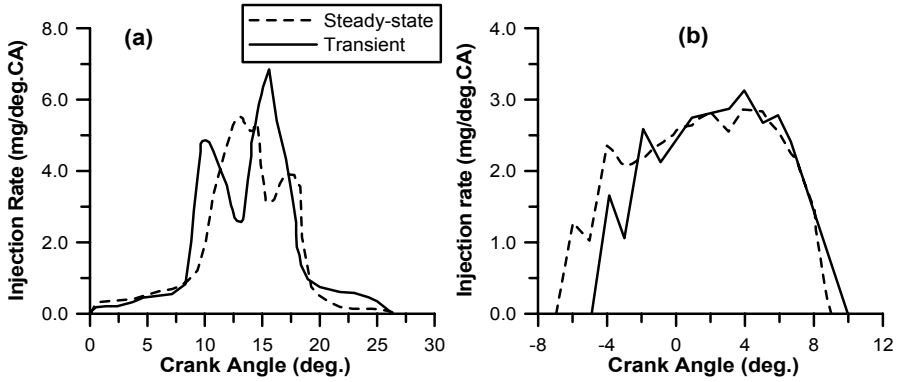 Steady-state
Transient
(a)
8.0
6.0
4.0
2.0
0.0
Injection Rate (mg/deg.CA)
0 5 10 15 20 25 30
Crank Angle (deg.)
(b)
4.0
3.0
2.0
1.0
0.0
Injection rate (mg/deg.CA)
-8 -4 0 4 8 12
Crank Angle (deg.)